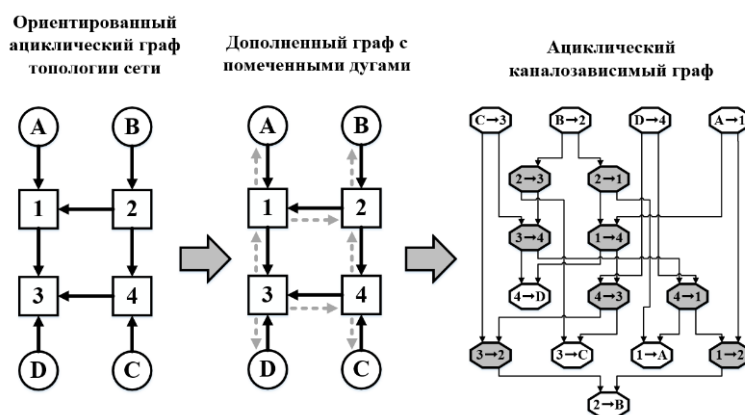 Ориентированный
ациклический граф
топологии сети
Дополненный граф с
помеченными дугами
Ациклический
каналозависимый граф
A B
1 2
3 4
D C
A B
1 2
3 4
D C
C→3 B→2 D→4 A→1
2→3 2→1
3→4 1→4
4→D 4→3 4→1
3→2 3→C 1→A 1→2
2→B